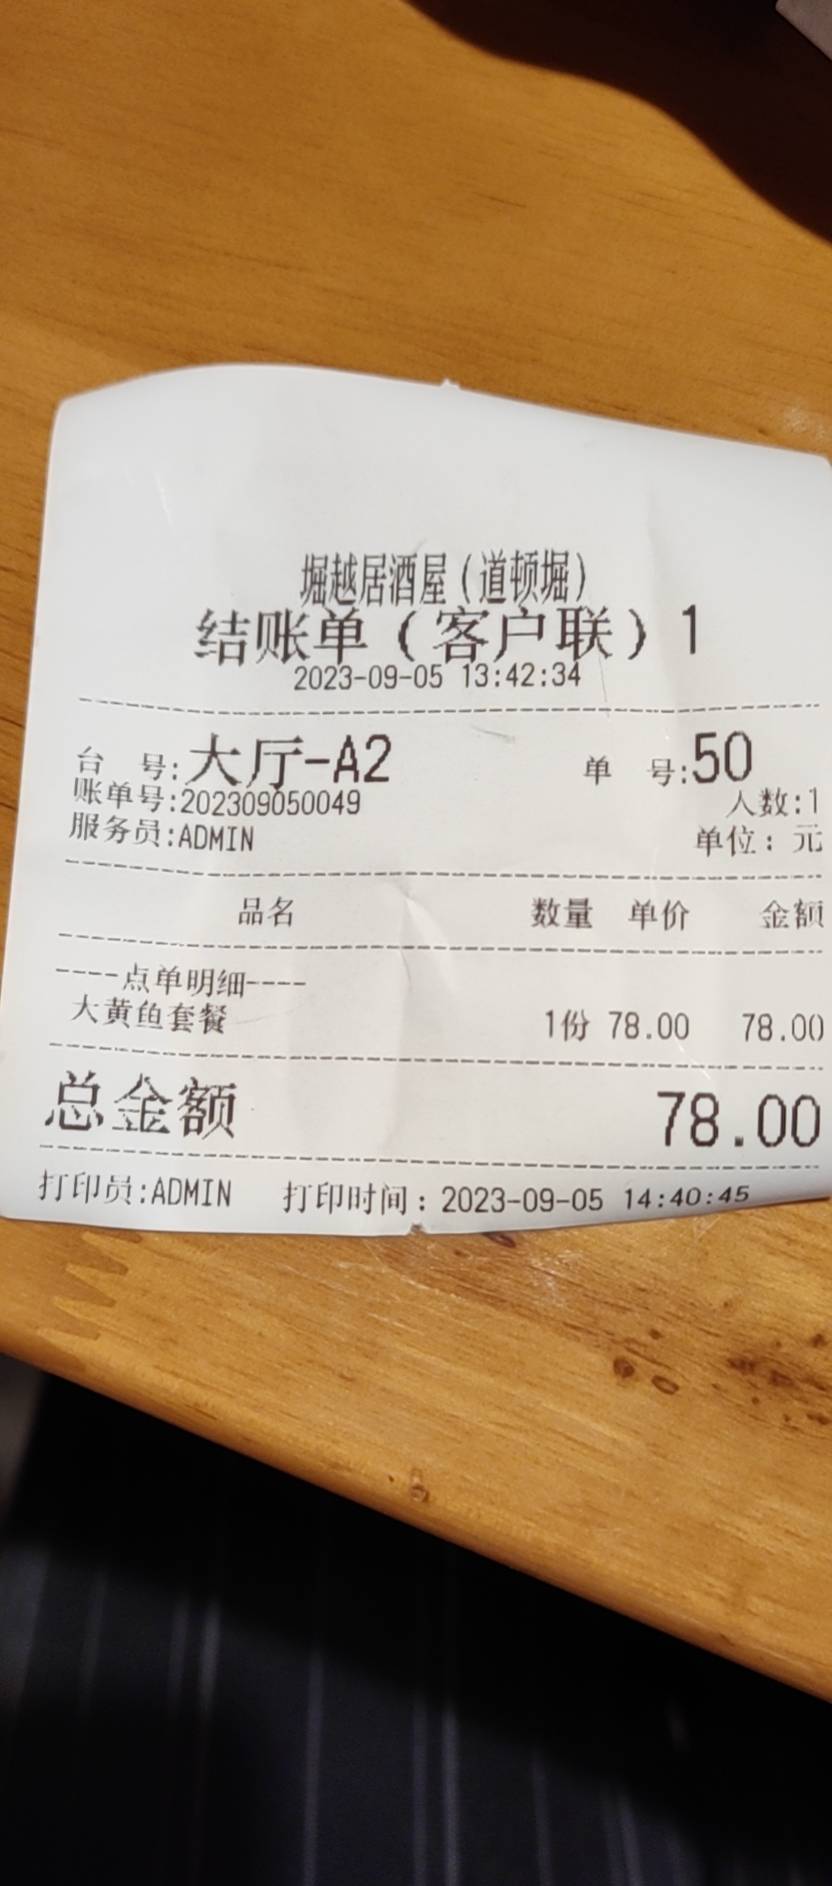 堀越居酒屋（道顿堀）
结账单（客户联）1
2023-09-05 13:42:34
台 号:大厅-A2 单 号:50
账单号:202309050049 人数:1
服务员:ADMIN 单位：元
品名 数量 单价 金额
----点单明细----
大黄鱼套餐 1份 78.00 78.00
总金额 78.00
打印员:ADMIN 打印时间：2023-09-05 14:40:45